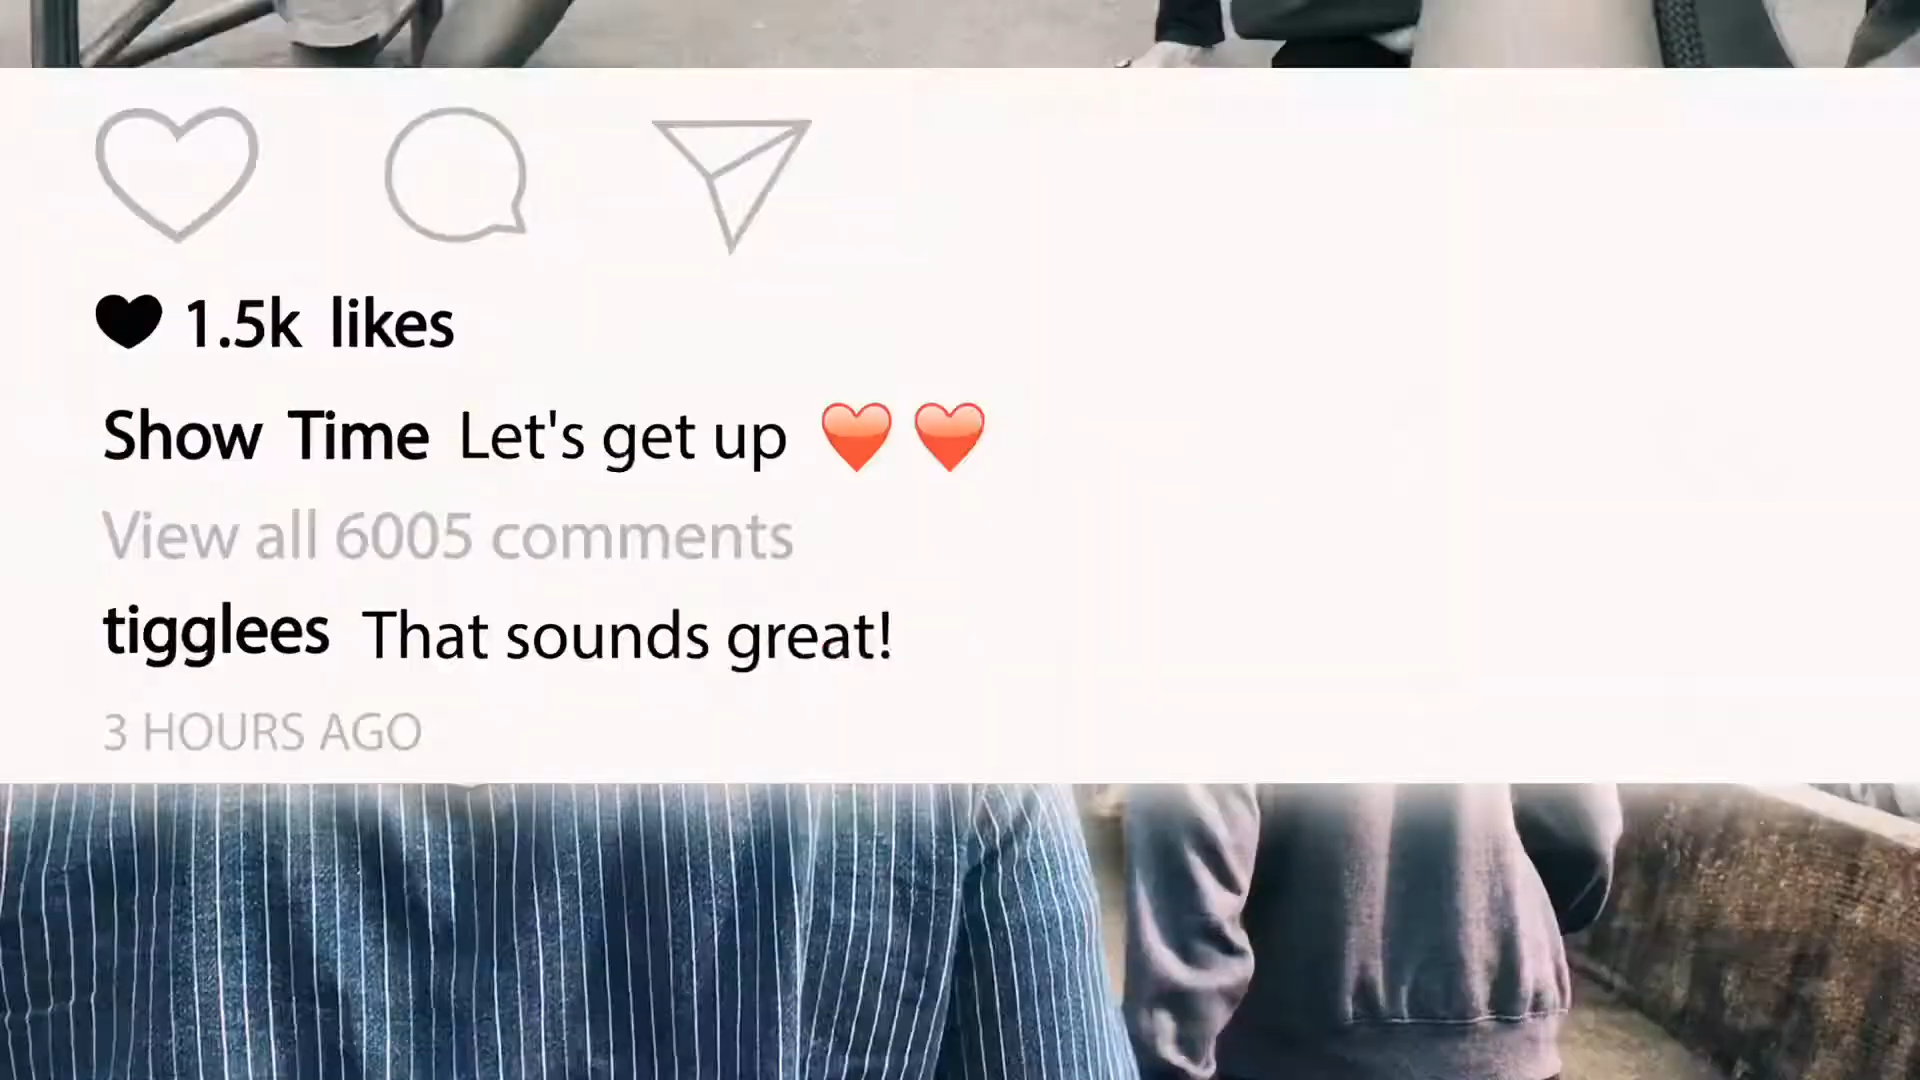 1.5k likes
Show Time Let's get up ❤️ ❤️
View all 6005 comments
tigglees That sounds great!
3 HOURS AGO